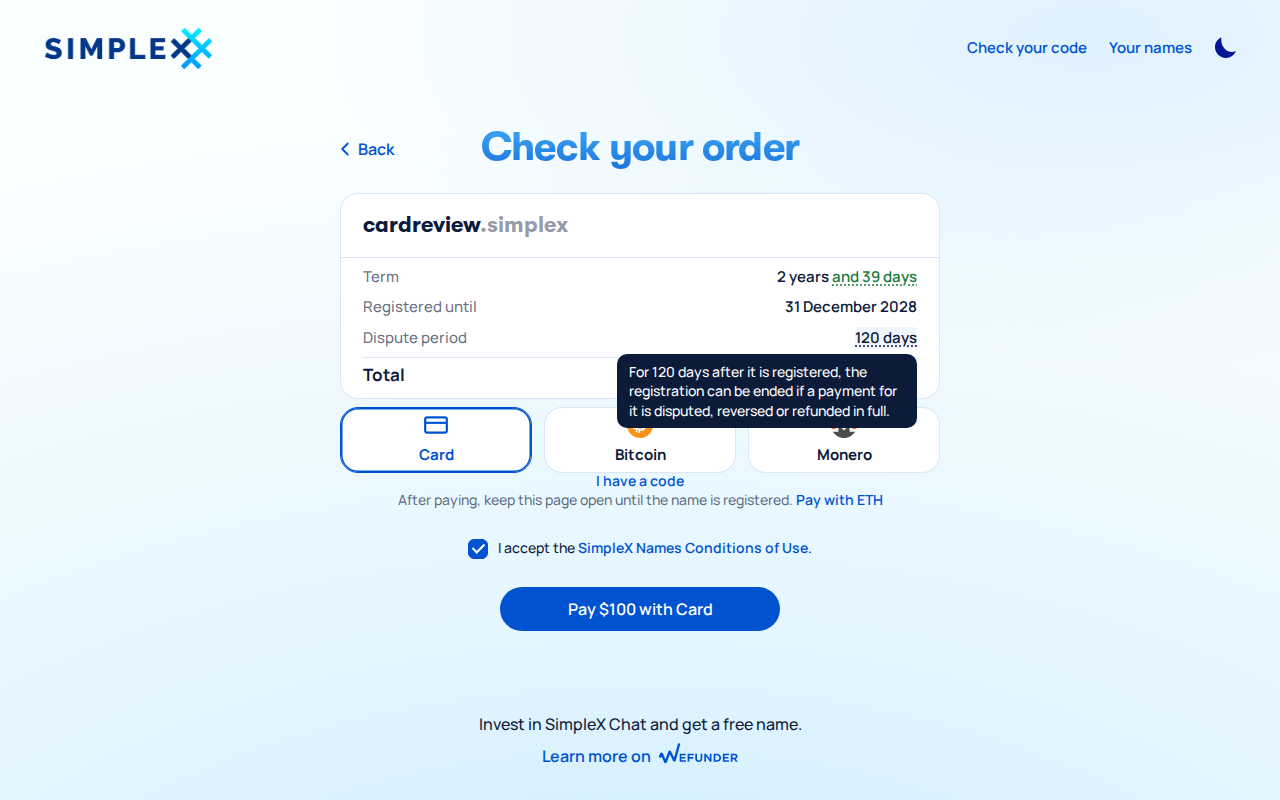 SIMPLEX
Check your code
Your names
Back
Check your order
cardreview.simplex
Term
2 years and 39 days
Registered until
31 December 2028
Dispute period
120 days
Total
For 120 days after it is registered, the
registration can be ended if a payment for
it is disputed, reversed or refunded in full.
Card
Bitcoin
Monero
I have a code
After paying, keep this page open until the name is registered. Pay with ETH
I accept the SimpleX Names Conditions of Use.
Pay $100 with Card
Invest in SimpleX Chat and get a free name.
Learn more on WEFUNDER